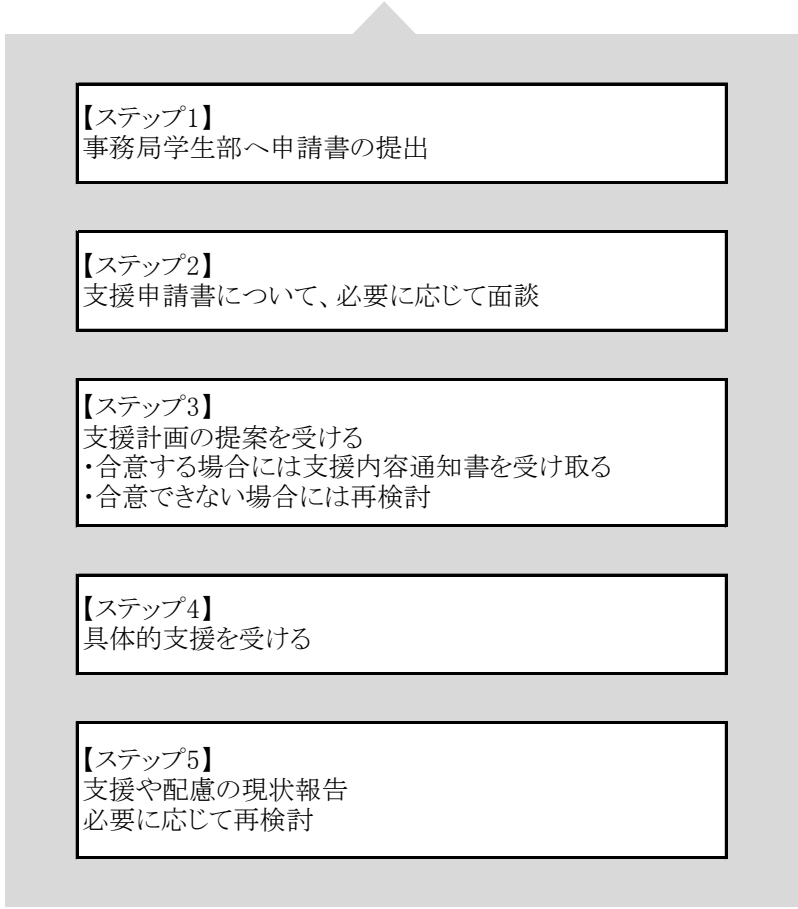 【ステップ1】
事務局学生部へ申請書の提出
【ステップ2】
支援申請書について、必要に応じて面談
【ステップ3】
支援計画の提案を受ける
・合意する場合には支援内容通知書を受け取る
・合意できない場合には再検討
【ステップ4】
具体的支援を受ける
【ステップ5】
支援や配慮の現状報告
必要に応じて再検討